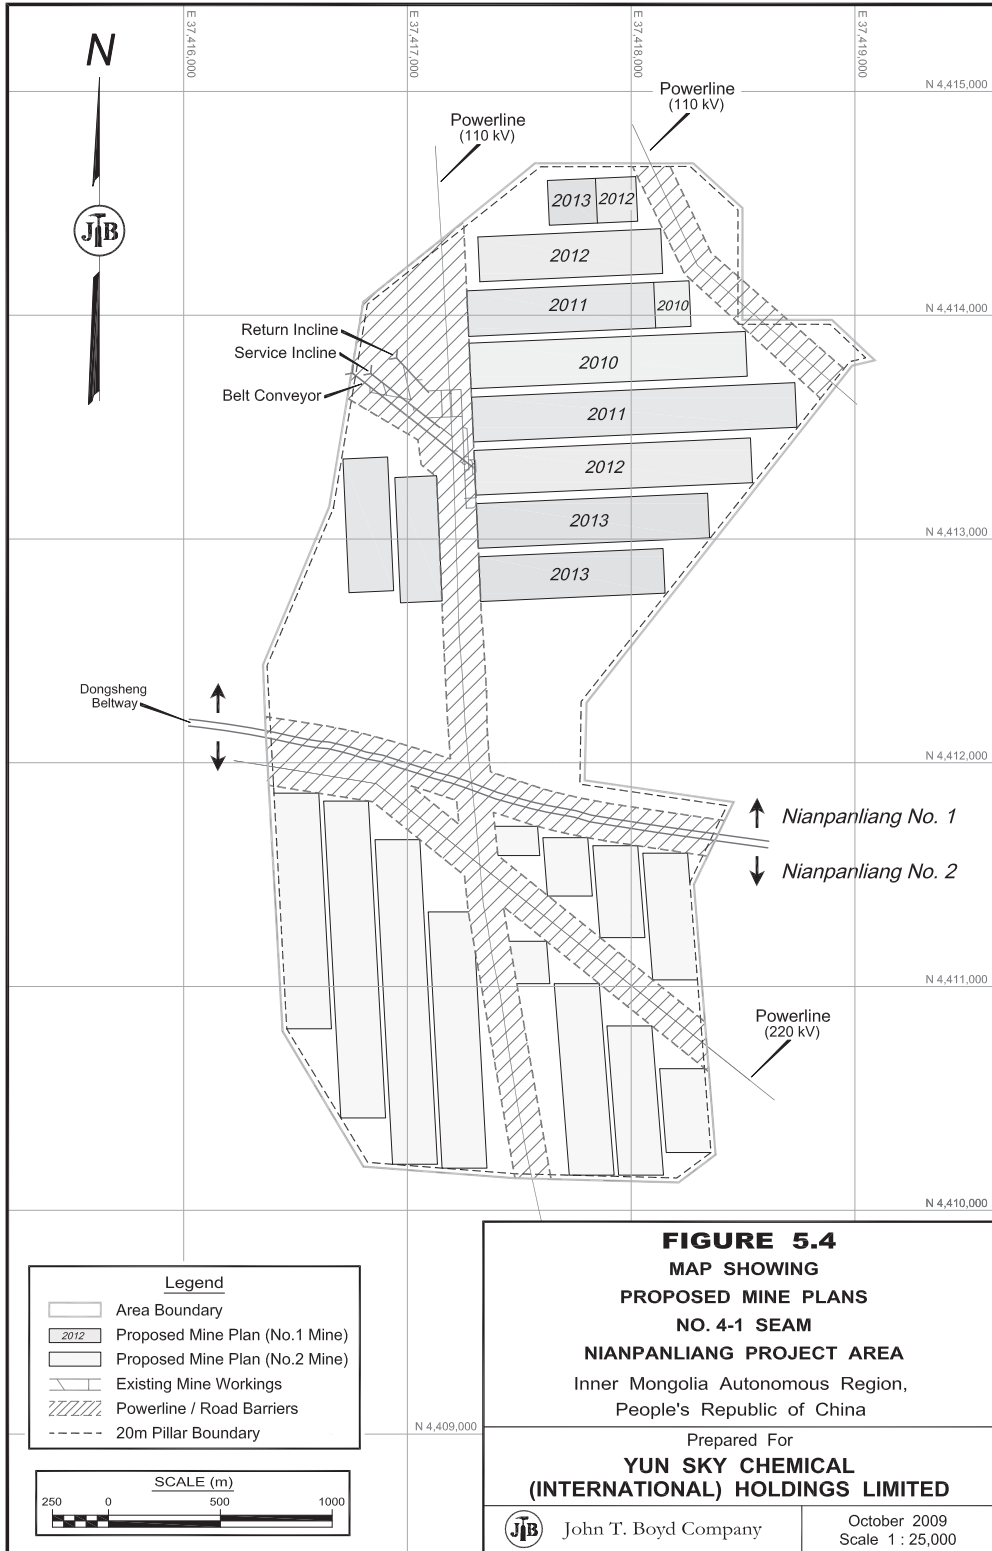 E 37,416,000
E 37,417,000
E 37,418,000
E 37,419,000
N
N 4,415,000
Powerline
(110 kV)
Powerline
(110 kV)
JTB
2013
2012
2012
2011
2010
N 4,414,000
Return Incline
Service Incline
Belt Conveyor
2010
2011
2012
2013
N 4,413,000
2013
Dongsheng
Beltway
N 4,412,000
Nianpanliang No. 1
Nianpanliang No. 2
N 4,411,000
Powerline
(220 kV)
N 4,410,000
N 4,409,000
Legend
Area Boundary
2012 Proposed Mine Plan (No.1 Mine)
Proposed Mine Plan (No.2 Mine)
Existing Mine Workings
Powerline / Road Barriers
20m Pillar Boundary
SCALE (m)
250 0 500 1000
FIGURE 5.4
MAP SHOWING
PROPOSED MINE PLANS
NO. 4-1 SEAM
NIANPANLIANG PROJECT AREA
Inner Mongolia Autonomous Region,
People's Republic of China
Prepared For
YUN SKY CHEMICAL
(INTERNATIONAL) HOLDINGS LIMITED
JTB John T. Boyd Company
October 2009
Scale 1 : 25,000